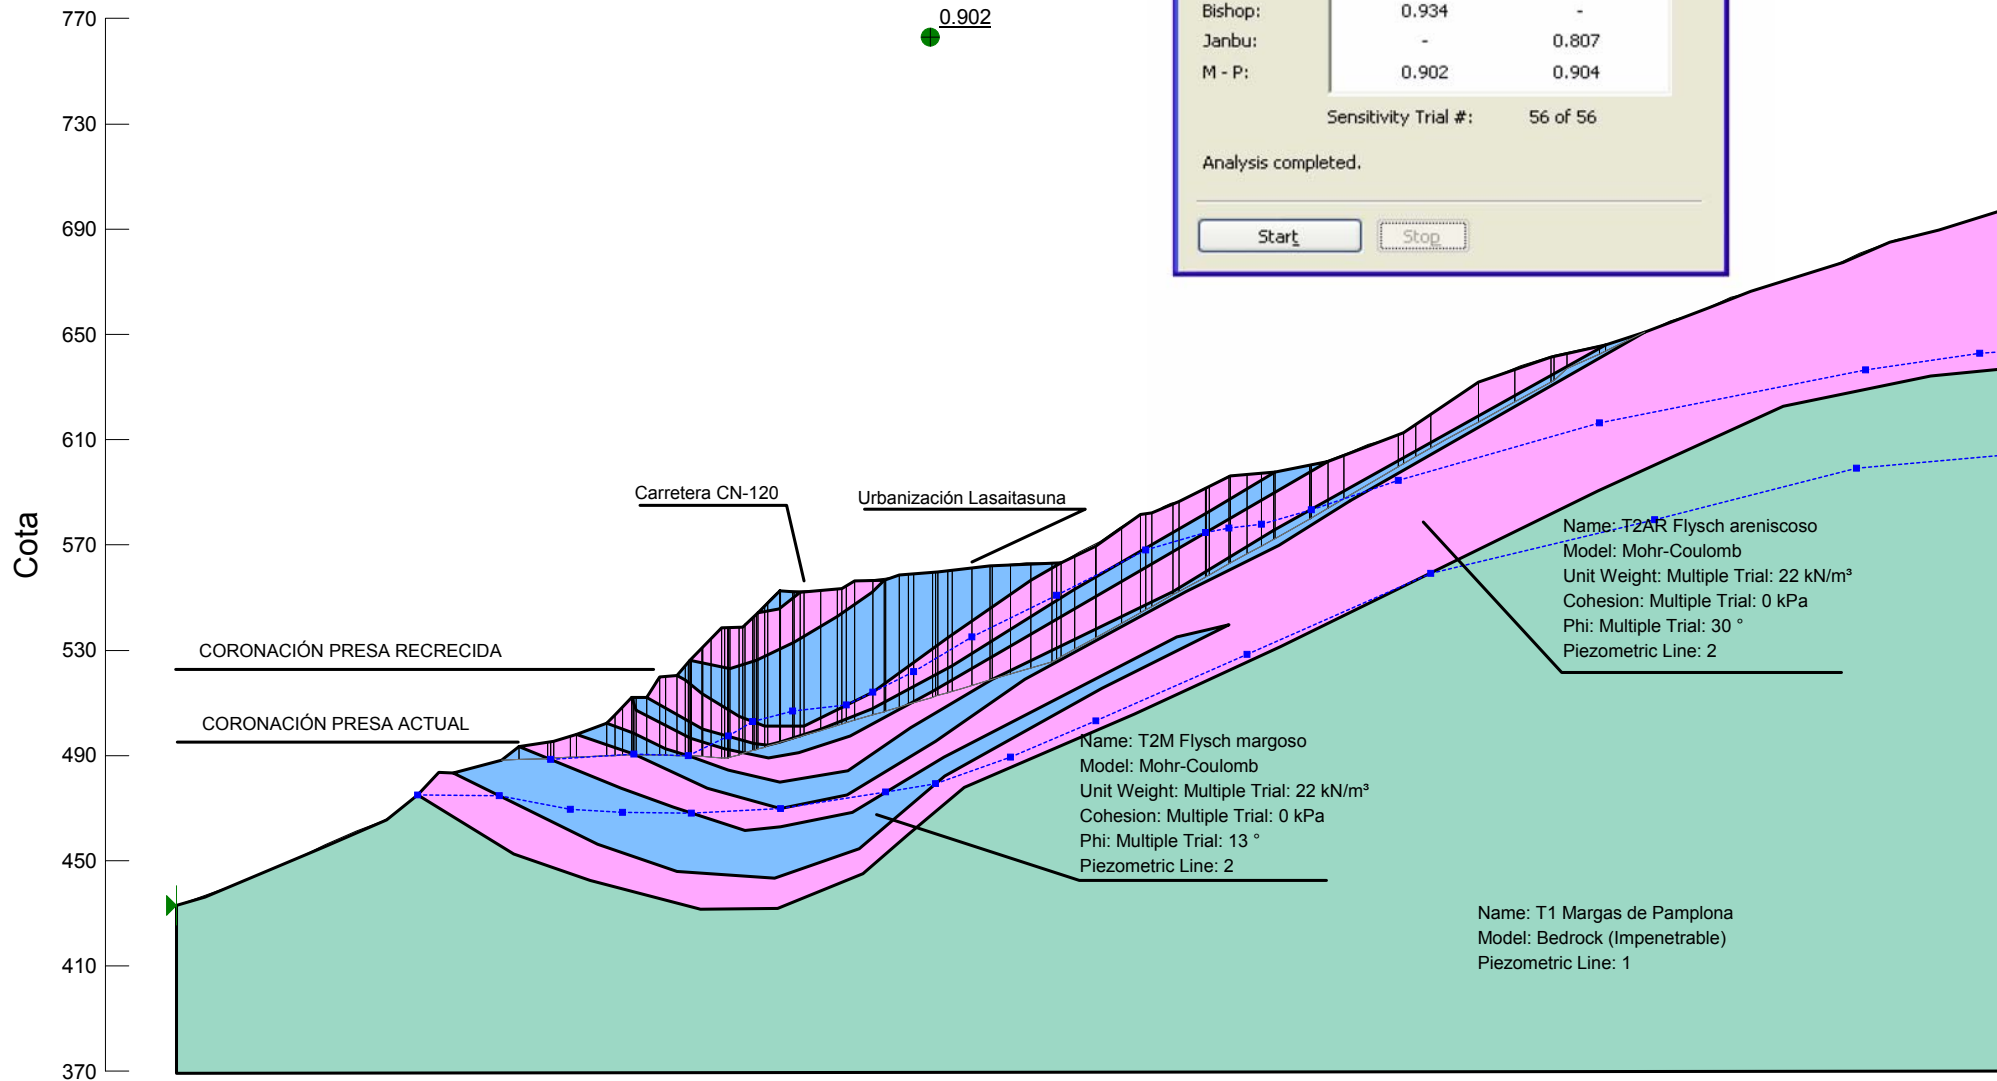 770
730
690
650
610
570
530
490
450
410
370
Cota
0.902
Bishop: 0.934 -
Janbu: - 0.807
M - P: 0.902 0.904
Sensitivity Trial #: 56 of 56
Analysis completed.
Start
Stop
Carretera CN-120
Urbanización Lasaitasuna
CORONACIÓN PRESA RECRECIDA
CORONACIÓN PRESA ACTUAL
Name: T2AR Flysch areniscoso
Model: Mohr-Coulomb
Unit Weight: Multiple Trial: 22 kN/m³
Cohesion: Multiple Trial: 0 kPa
Phi: Multiple Trial: 30 °
Piezometric Line: 2
Name: T2M Flysch margoso
Model: Mohr-Coulomb
Unit Weight: Multiple Trial: 22 kN/m³
Cohesion: Multiple Trial: 0 kPa
Phi: Multiple Trial: 13 °
Piezometric Line: 2
Name: T1 Margas de Pamplona
Model: Bedrock (Impenetrable)
Piezometric Line: 1